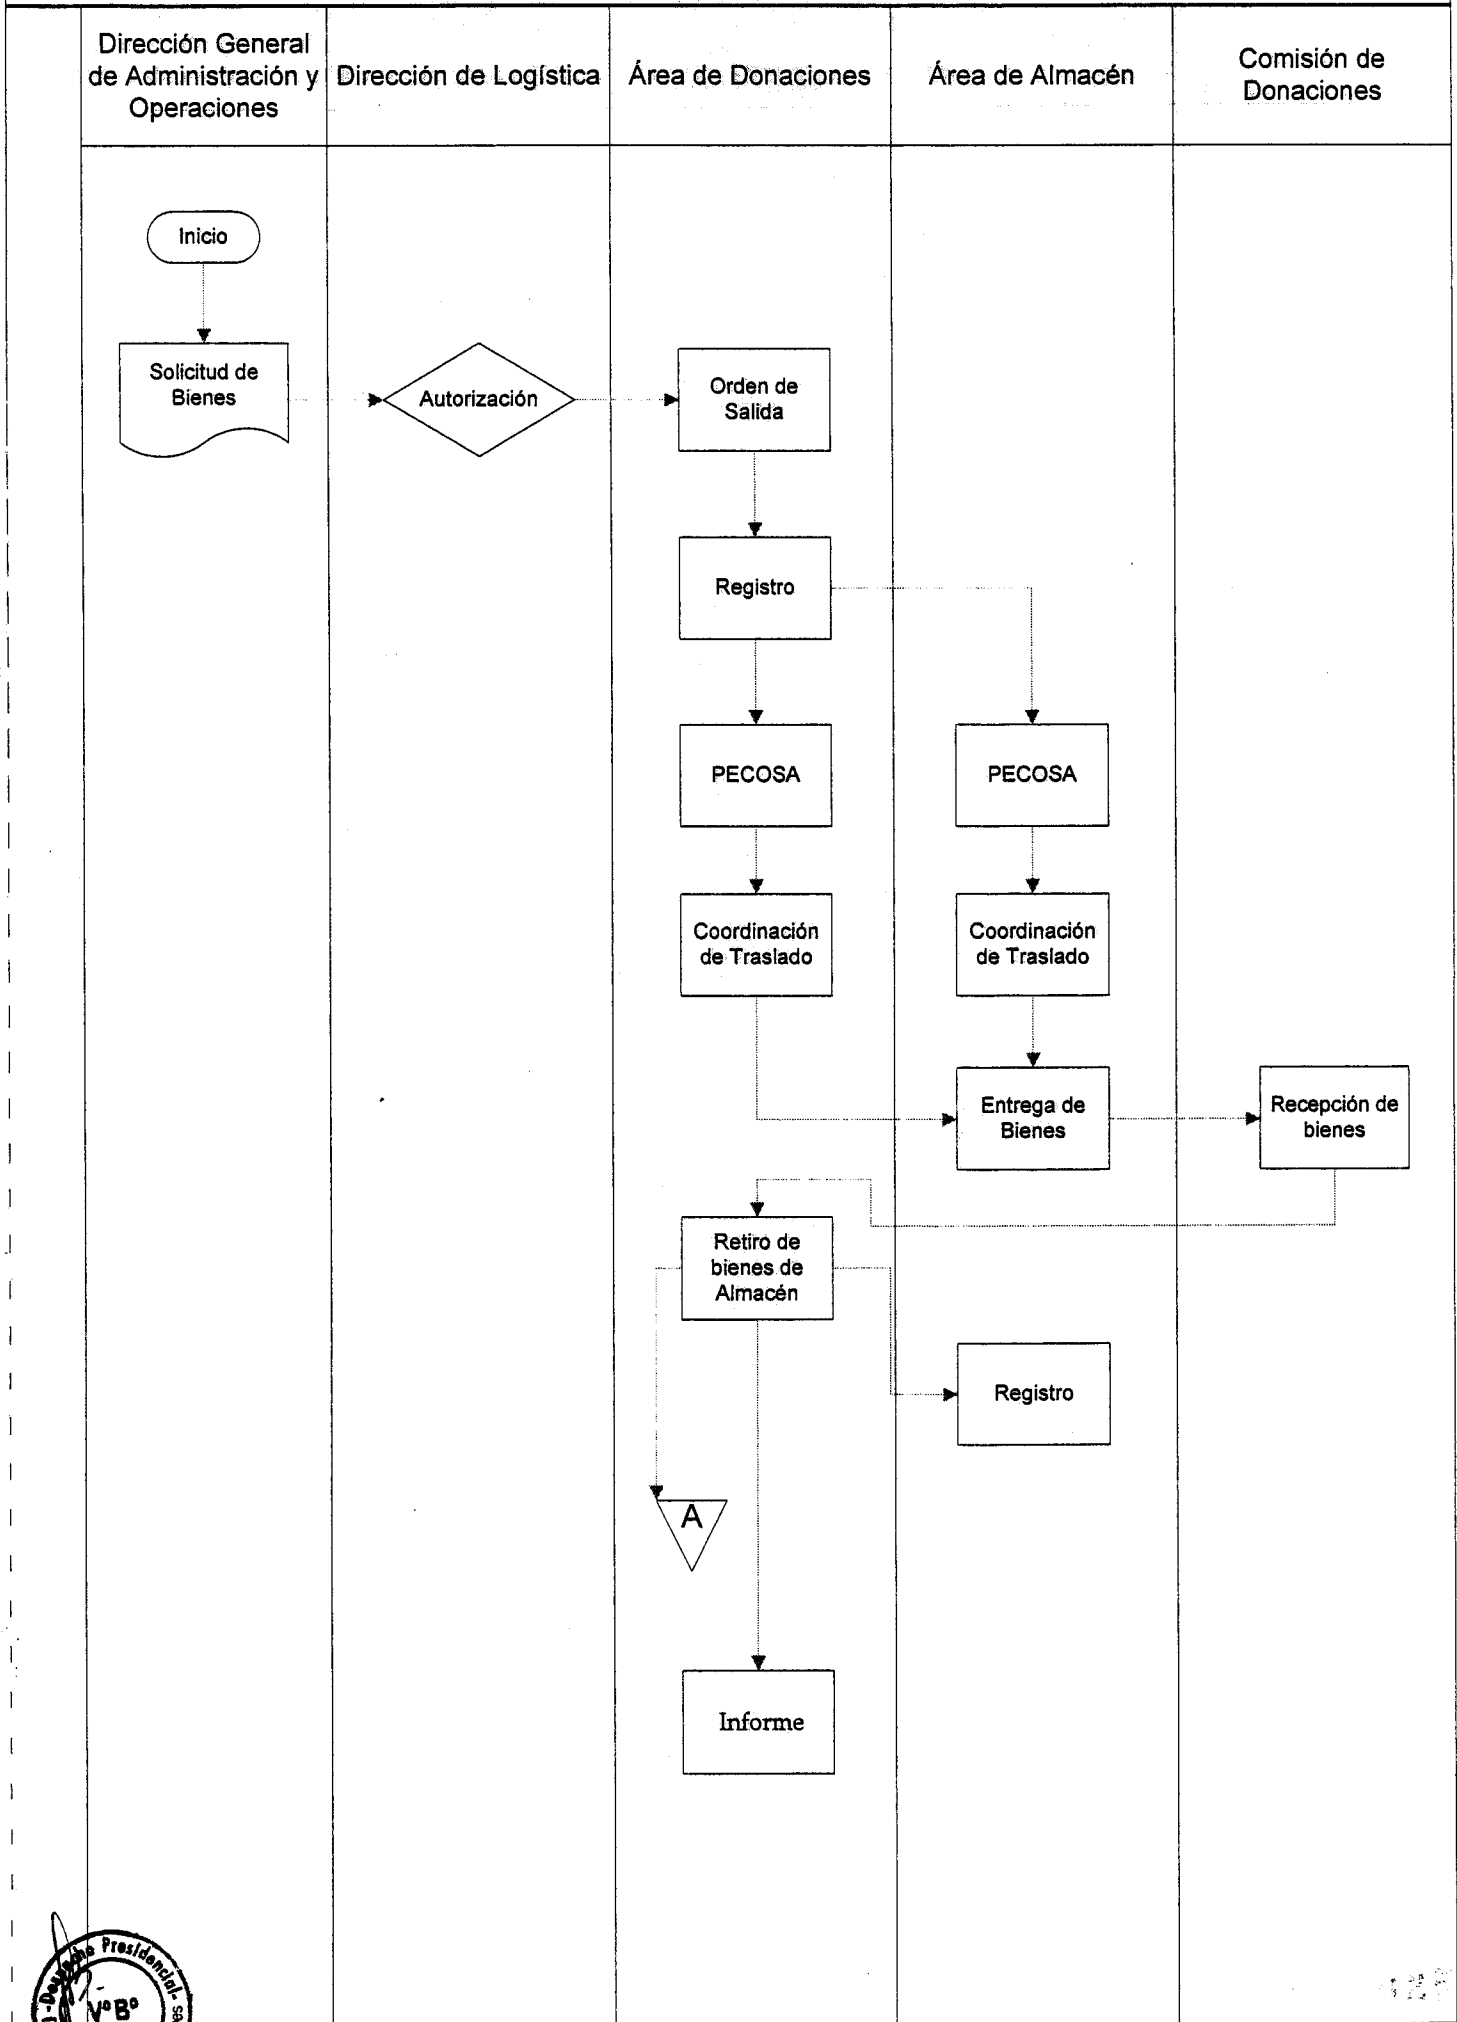 Dirección General
de Administración y
Operaciones
Dirección de Logística
Área de Donaciones
Área de Almacén
Comisión de
Donaciones
Inicio
Solicitud de
Bienes
Autorización
Orden de
Salida
Registro
PECOSA
PECOSA
Coordinación
de Traslado
Coordinación
de Traslado
Entrega de
Bienes
Recepción de
bienes
Retiro de
bienes de
Almacén
Registro
A
Informe
Despacho Presidencial
VºBº